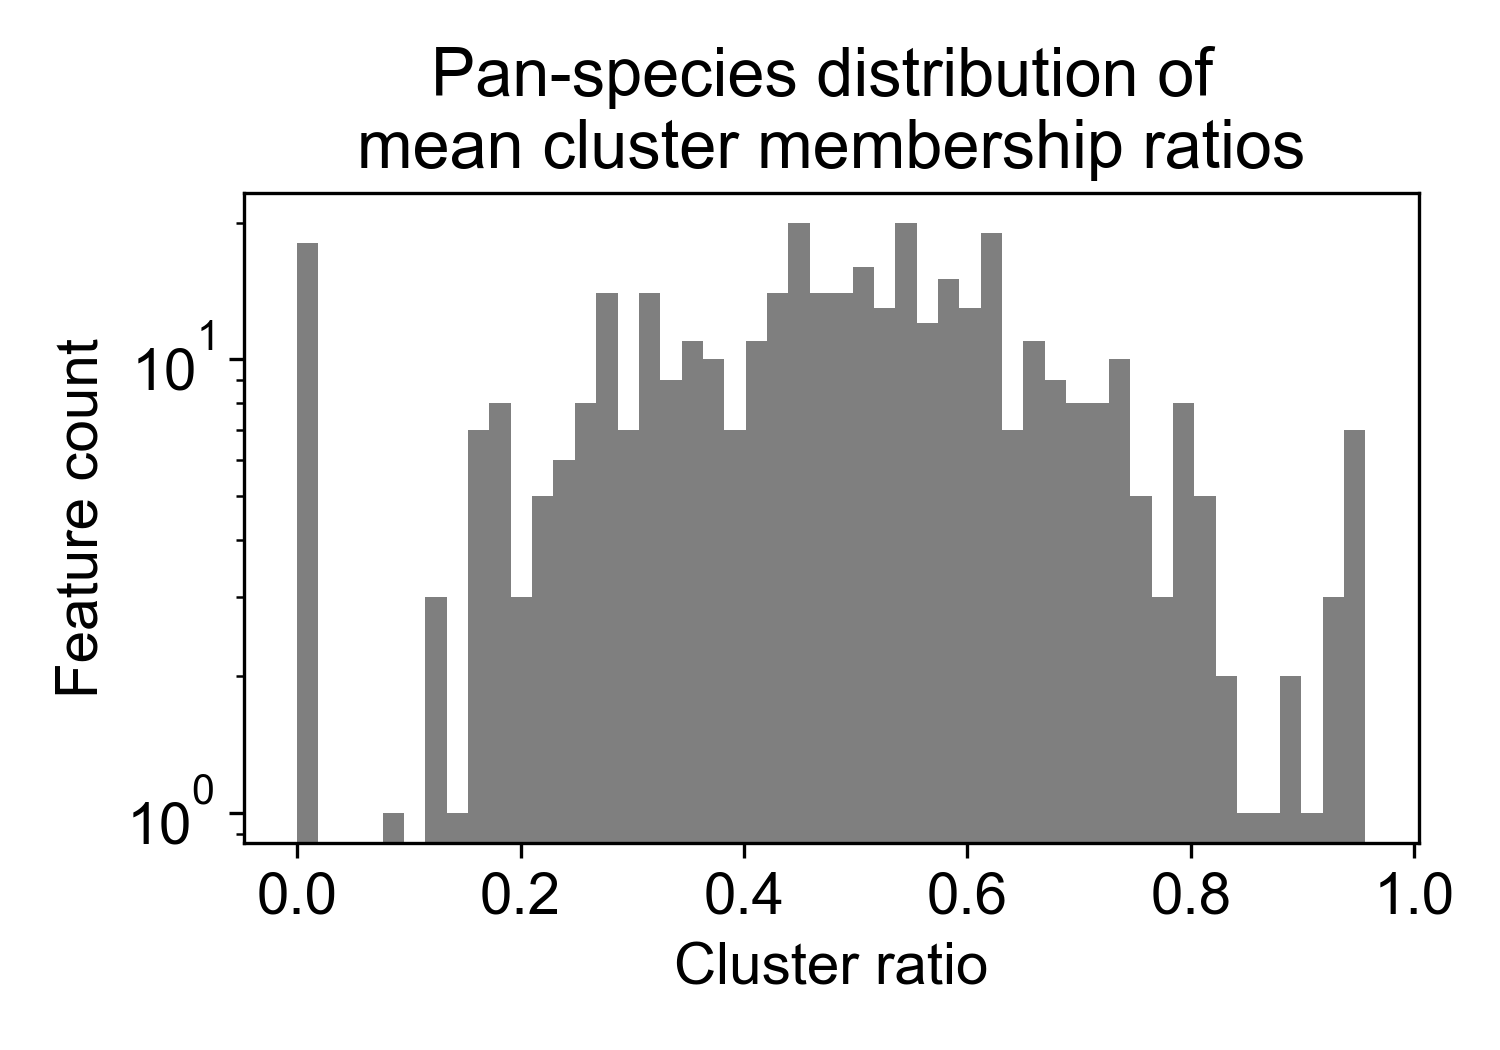 Pan-species distribution of
mean cluster membership ratios
Feature count
10^1
10^0
0.0 0.2 0.4 0.6 0.8 1.0
Cluster ratio